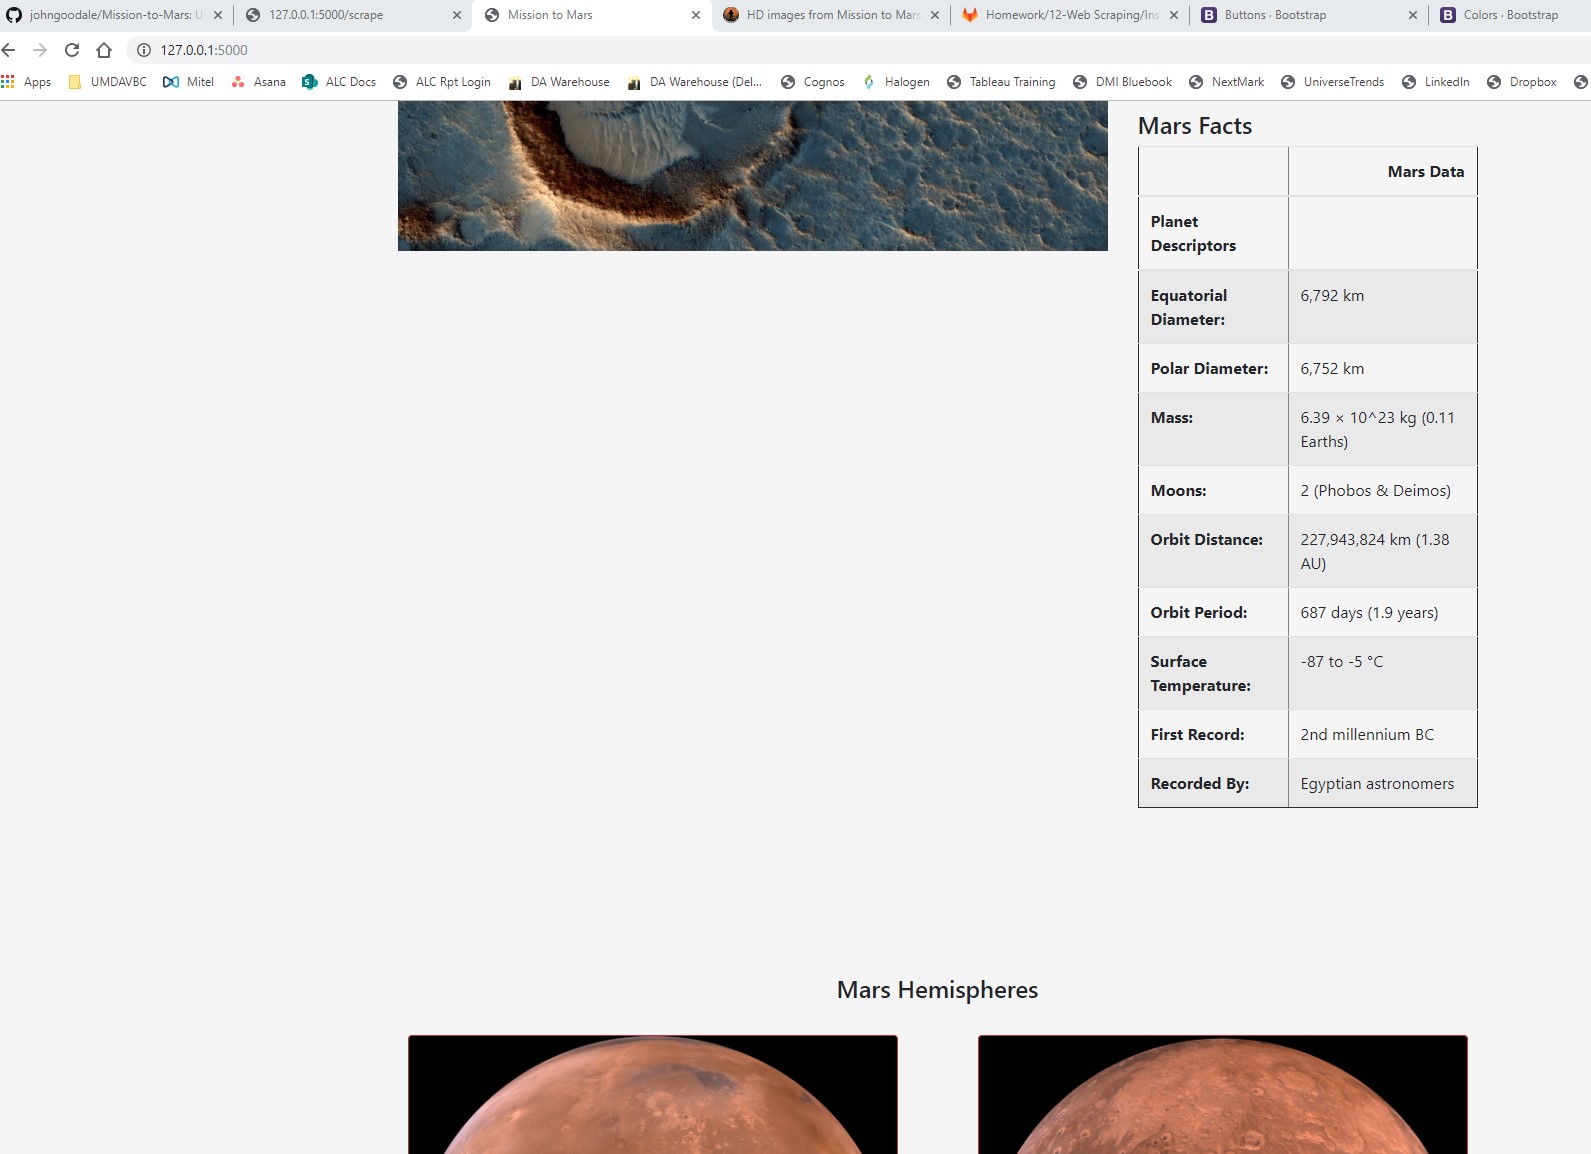 johngoodale/Mission-to-Mars: U
127.0.0.1:5000/scrape
Mission to Mars
HD images from Mission to Mars
Homework/12-Web Scraping/Ins
Buttons · Bootstrap
Colors · Bootstrap
127.0.0.1:5000
Apps
UMDAVBC
Mitel
Asana
ALC Docs
ALC Rpt Login
DA Warehouse
DA Warehouse (Del...
Cognos
Halogen
Tableau Training
DMI Bluebook
NextMark
UniverseTrends
LinkedIn
Dropbox
Mars Facts
Mars Data
Planet
Descriptors
Equatorial
Diameter:
6,792 km
Polar Diameter:
6,752 km
Mass:
6.39 × 10^23 kg (0.11
Earths)
Moons:
2 (Phobos & Deimos)
Orbit Distance:
227,943,824 km (1.38
AU)
Orbit Period:
687 days (1.9 years)
Surface
Temperature:
-87 to -5 °C
First Record:
2nd millennium BC
Recorded By:
Egyptian astronomers
Mars Hemispheres